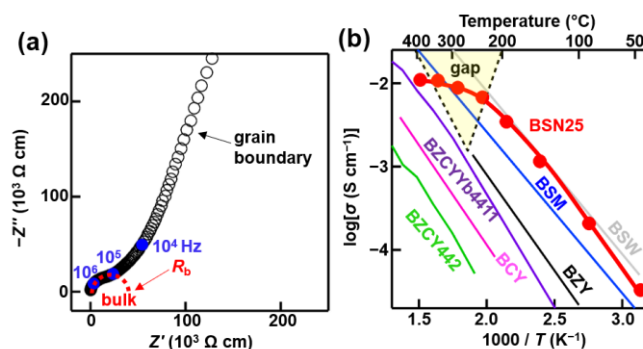 (a)
200
100
0
−Z″ (10³ Ω cm)
grain
boundary
10⁴ Hz
10⁵
10⁶
bulk
R_b
0
100
200
Z′ (10³ Ω cm)
(b)
Temperature (°C)
400 300 200 100 50
gap
BSN25
BZCYYb4411
BSM
BSW
BZCY442
BCY
BZY
−2
−3
−4
log[σ (S cm⁻¹)]
1.5 2.0 2.5 3.0
1000 / T (K⁻¹)